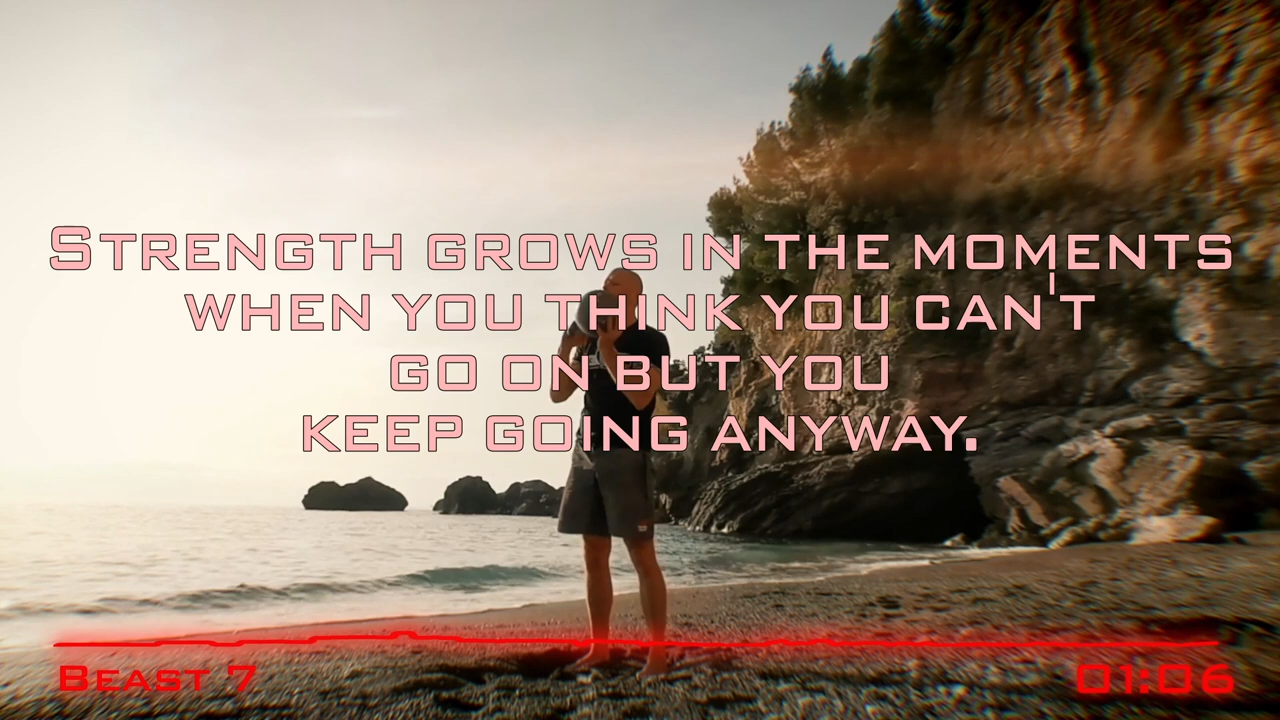 Strength grows in the moments
when you think you can't
go on but you
keep going anyway.
Beast 7
01:06